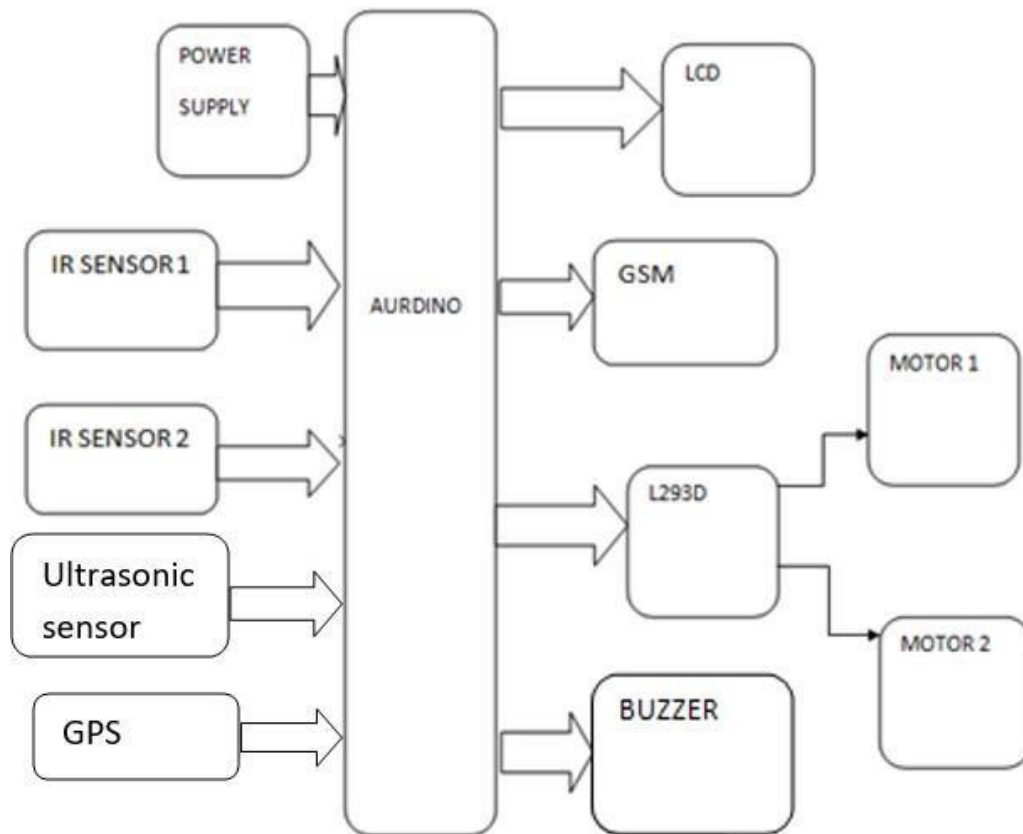 POWER
SUPPLY
LCD
IR SENSOR 1
GSM
AURDINO
MOTOR 1
IR SENSOR 2
L293D
Ultrasonic
sensor
MOTOR 2
GPS
BUZZER